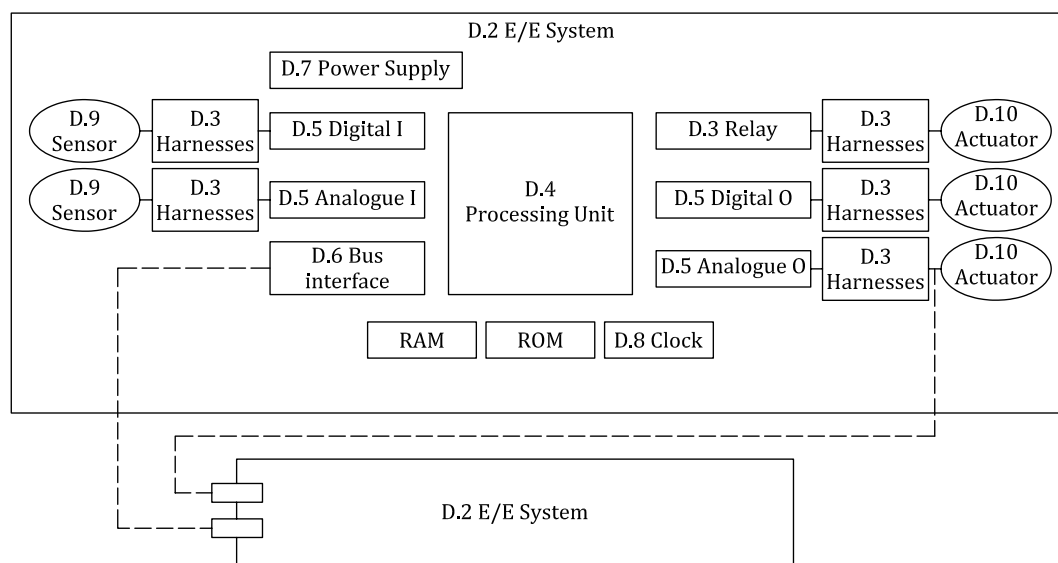 D.2 E/E System
D.7 Power Supply
D.9
Sensor
D.3
Harnesses
D.5 Digital I
D.9
Sensor
D.3
Harnesses
D.5 Analogue I
D.6 Bus
interface
D.4
Processing Unit
D.3 Relay
D.3
Harnesses
D.10
Actuator
D.5 Digital O
D.3
Harnesses
D.10
Actuator
D.5 Analogue O
D.3
Harnesses
D.10
Actuator
RAM
ROM
D.8 Clock
D.2 E/E System